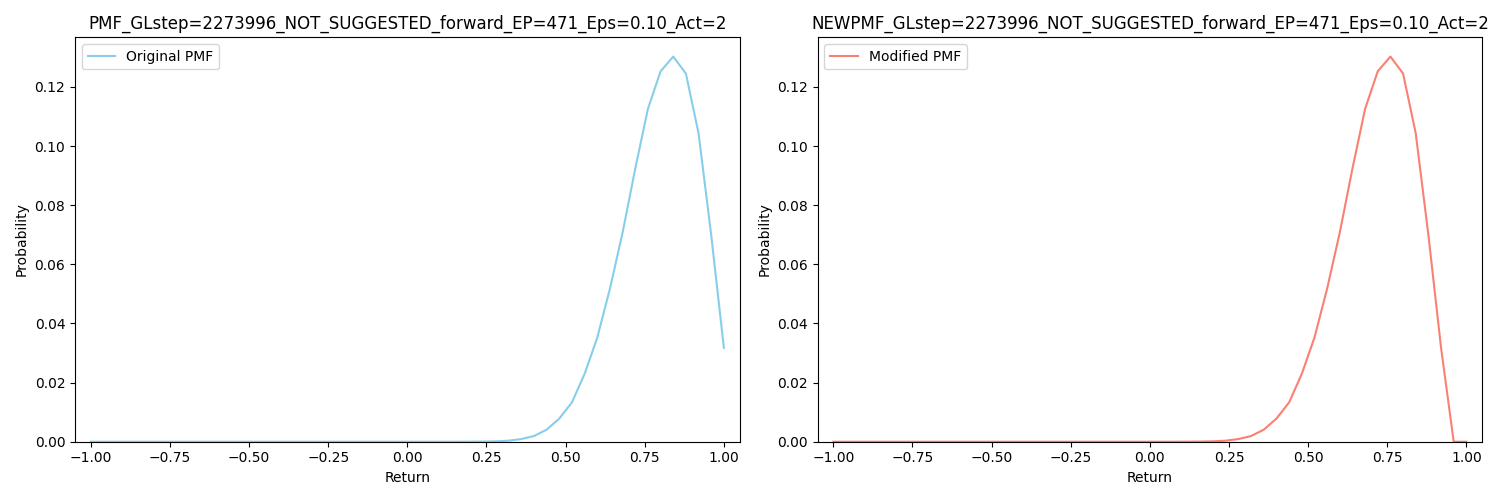 PMF_GLstep=2273996_NOT_SUGGESTED_forward_EP=471_Eps=0.10_Act=2
Original PMF
Probability
0.12
0.10
0.08
0.06
0.04
0.02
0.00
−1.00 −0.75 −0.50 −0.25 0.00 0.25 0.50 0.75 1.00
Return
NEWPMF_GLstep=2273996_NOT_SUGGESTED_forward_EP=471_Eps=0.10_Act=2
Modified PMF
Probability
0.12
0.10
0.08
0.06
0.04
0.02
0.00
−1.00 −0.75 −0.50 −0.25 0.00 0.25 0.50 0.75 1.00
Return